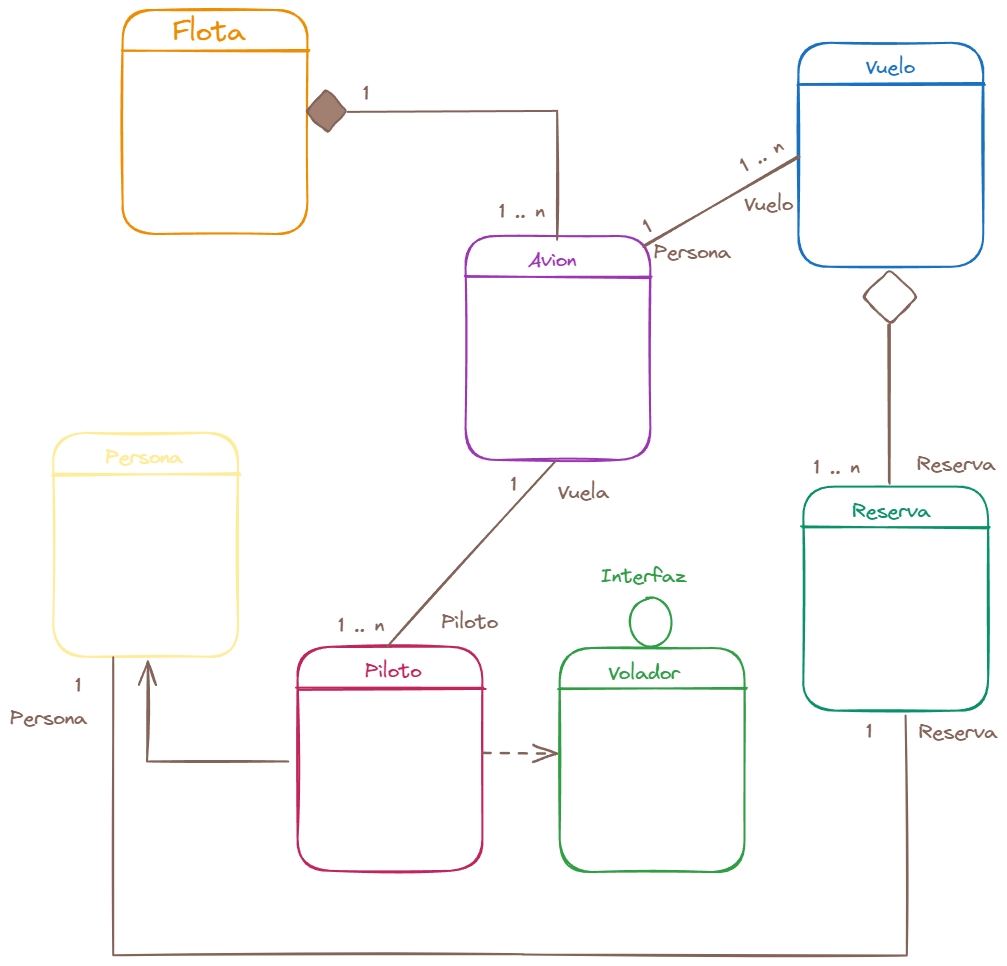 Flota
Vuelo
1
1 .. n
1 .. n
Vuelo
1
Persona
Avion
Persona
1 .. n
Reserva
1
Vuela
Reserva
Interfaz
1 .. n
Piloto
Piloto
Volador
1
Persona
1
Reserva